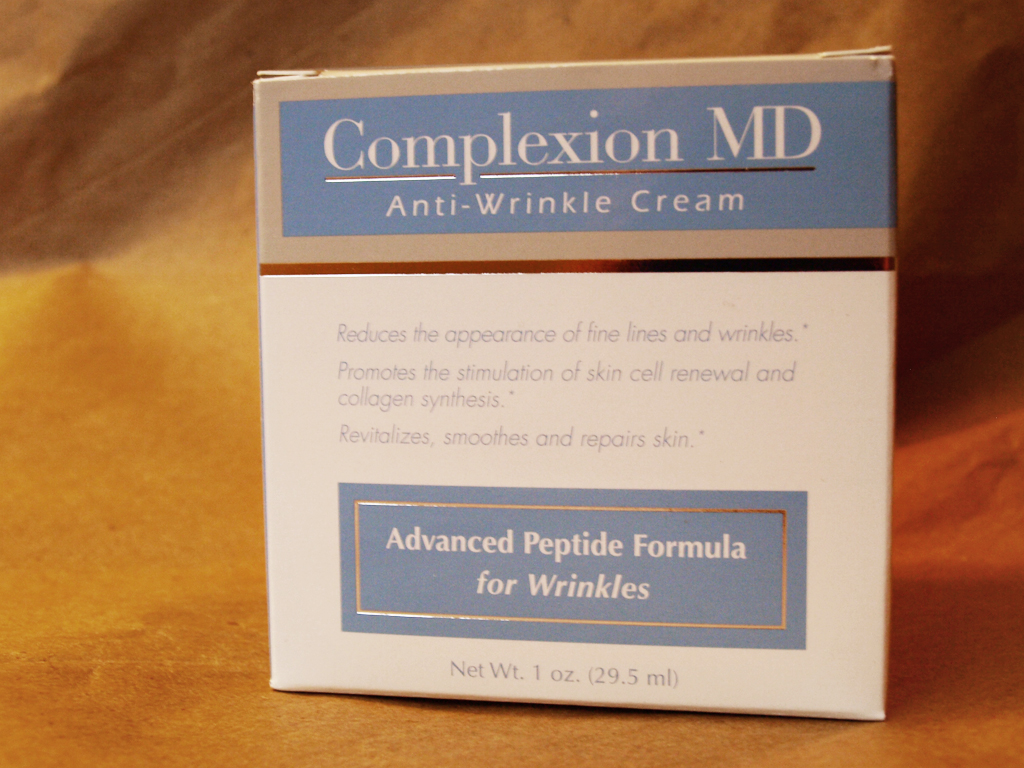 Complexion MD
Anti-Wrinkle Cream
Reduces the appearance of fine lines and wrinkles.*
Promotes the stimulation of skin cell renewal and
collagen synthesis.*
Revitalizes, smoothes and repairs skin.*
Advanced Peptide Formula
for Wrinkles
Net Wt. 1 oz. (29.5 ml)